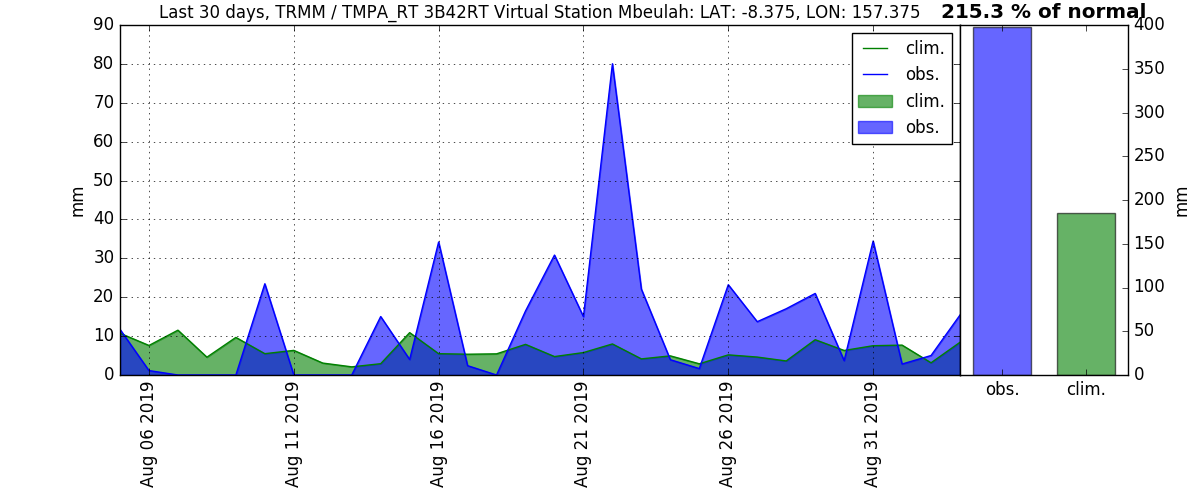 Last 30 days, TRMM / TMPA_RT 3B42RT Virtual Station Mbeulah: LAT: -8.375, LON: 157.375
215.3 % of normal
90
80
70
60
50
40
30
20
10
0
mm
clim.
obs.
clim.
obs.
Aug 06 2019
Aug 11 2019
Aug 16 2019
Aug 21 2019
Aug 26 2019
Aug 31 2019
400
350
300
250
200
150
100
50
0
mm
obs.
clim.